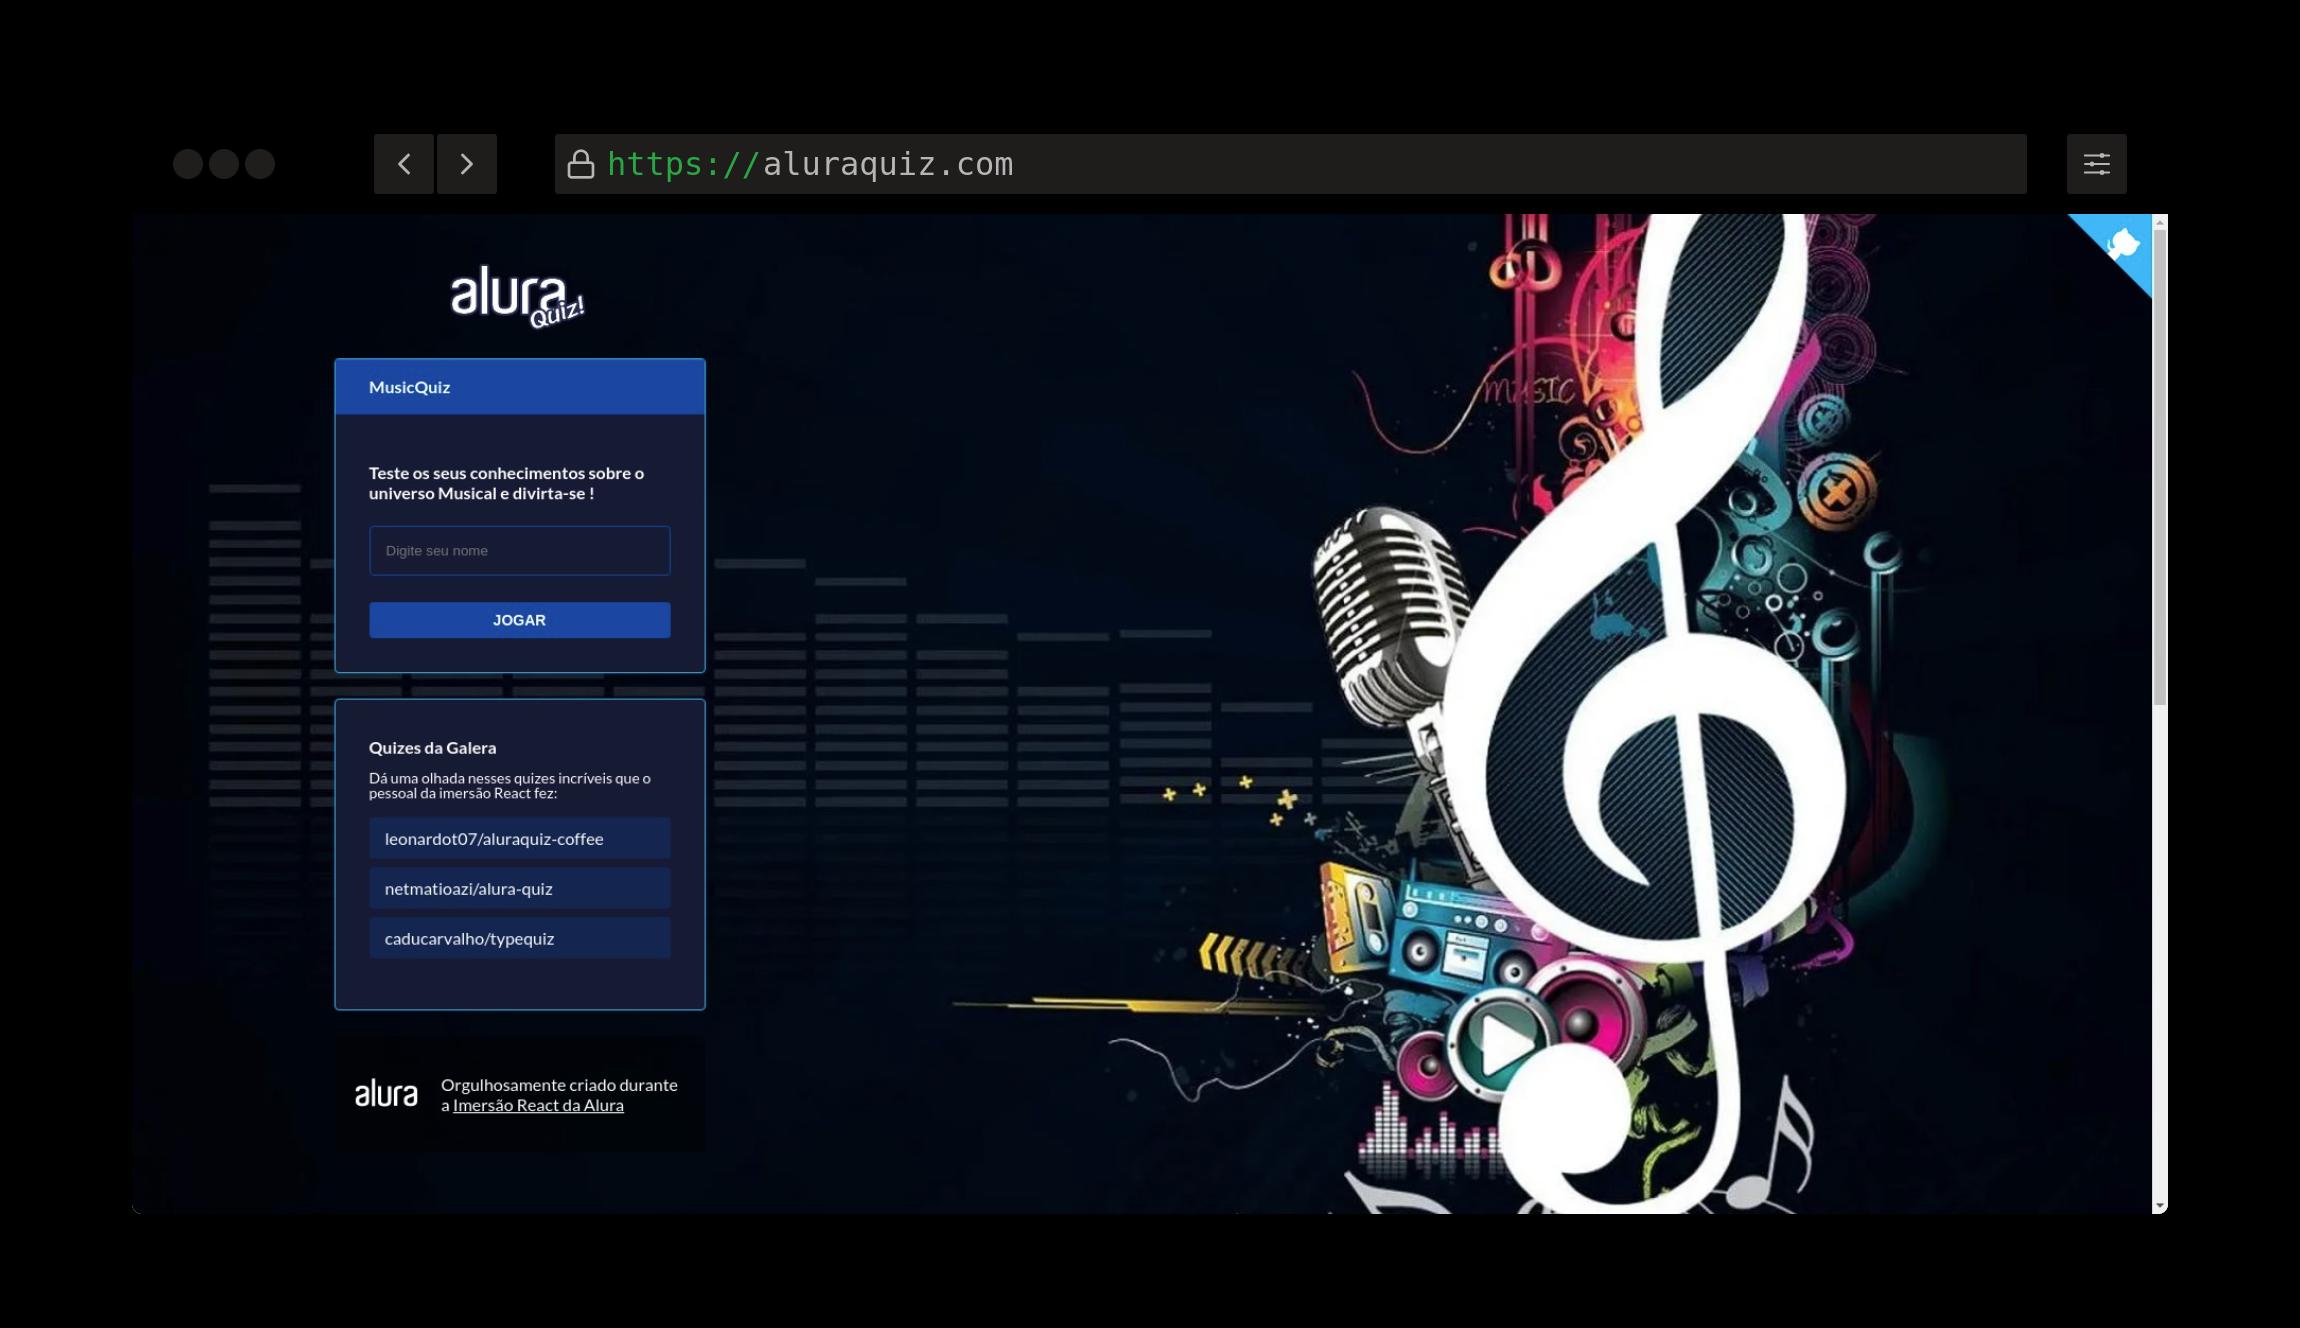 https://aluraquiz.com
alura
Quiz!
MusicQuiz
Teste os seus conhecimentos sobre o
universo Musical e divirta-se !
Digite seu nome
JOGAR
Quizes da Galera
Dá uma olhada nesses quizes incríveis que o
pessoal da imersão React fez:
leonardot07/aluraquiz-coffee
netmatioazi/alura-quiz
caducarvalho/typequiz
alura
Orgulhosamente criado durante
a Imersão React da Alura
MUSIC